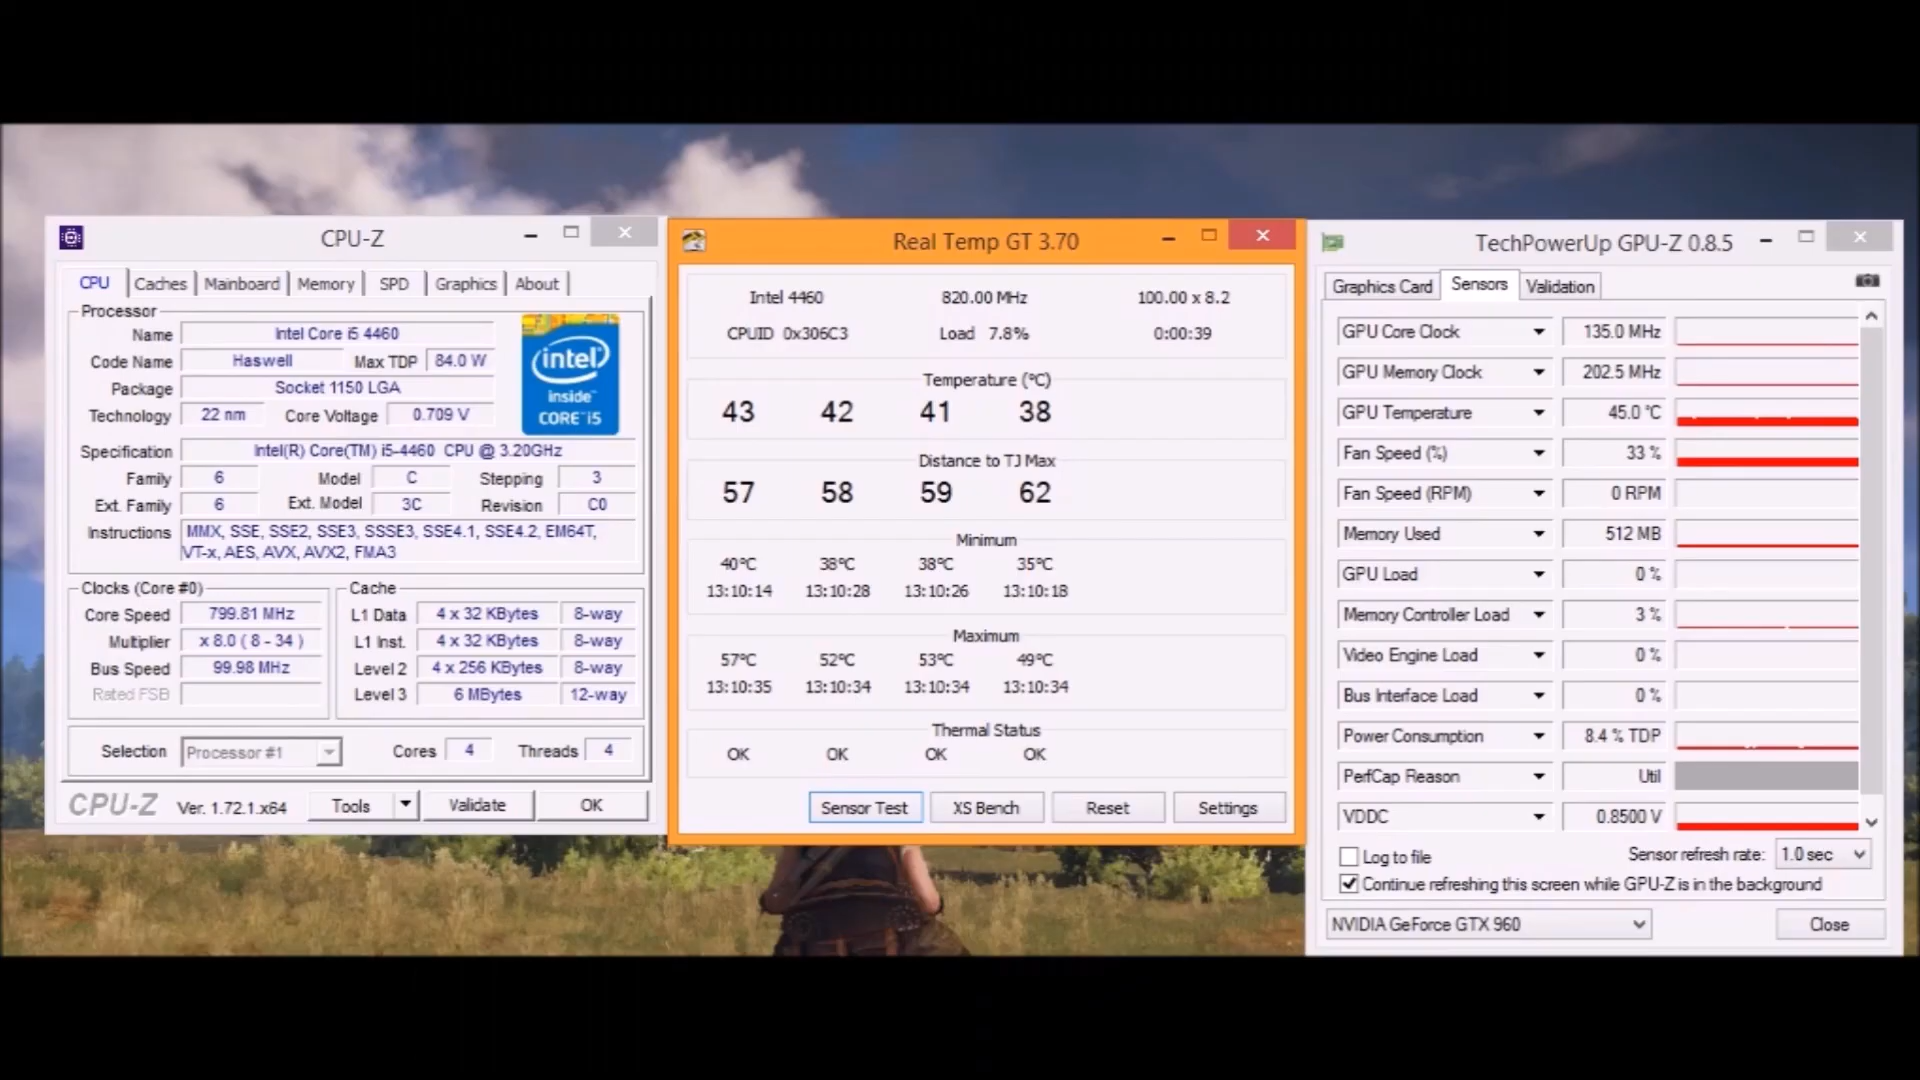 CPU-Z
CPU Caches Mainboard Memory SPD Graphics About
Processor
Name Intel Core i5 4460
Code Name Haswell Max TDP 84.0 W
Package Socket 1150 LGA
Technology 22 nm Core Voltage 0.709 V
intel inside™ CORE™ i5
Specification Intel(R) Core(TM) i5-4460 CPU @ 3.20GHz
Family 6 Model C Stepping 3
Ext. Family 6 Ext. Model 3C Revision C0
Instructions MMX, SSE, SSE2, SSE3, SSSE3, SSE4.1, SSE4.2, EM64T,
VT-x, AES, AVX, AVX2, FMA3
Clocks (Core #0)
Core Speed 799.81 MHz
Multiplier x 8.0 ( 8 - 34 )
Bus Speed 99.98 MHz
Rated FSB
Cache
L1 Data 4 x 32 KBytes 8-way
L1 Inst. 4 x 32 KBytes 8-way
Level 2 4 x 256 KBytes 8-way
Level 3 6 MBytes 12-way
Selection Processor #1 Cores 4 Threads 4
CPU-Z Ver. 1.72.1.x64 Tools Validate OK
Real Temp GT 3.70
Intel 4460 820.00 MHz 100.00 x 8.2
CPUID 0x306C3 Load 7.8% 0:00:39
Temperature (°C)
43 42 41 38
Distance to TJ Max
57 58 59 62
Minimum
40°C 38°C 38°C 35°C
13:10:14 13:10:28 13:10:26 13:10:18
Maximum
57°C 52°C 53°C 49°C
13:10:35 13:10:34 13:10:34 13:10:34
Thermal Status
OK OK OK OK
Sensor Test XS Bench Reset Settings
TechPowerUp GPU-Z 0.8.5
Graphics Card Sensors Validation
GPU Core Clock 135.0 MHz
GPU Memory Clock 202.5 MHz
GPU Temperature 45.0 °C
Fan Speed (%) 33 %
Fan Speed (RPM) 0 RPM
Memory Used 512 MB
GPU Load 0 %
Memory Controller Load 3 %
Video Engine Load 0 %
Bus Interface Load 0 %
Power Consumption 8.4 % TDP
PerfCap Reason Util
VDDC 0.8500 V
Log to file Sensor refresh rate: 1.0 sec
Continue refreshing this screen while GPU-Z is in the background
NVIDIA GeForce GTX 960 Close